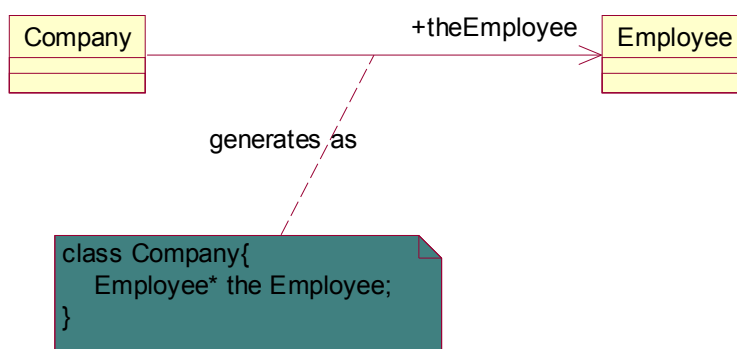 Company
+theEmployee
Employee
generates as
class Company{
Employee* the Employee;
}